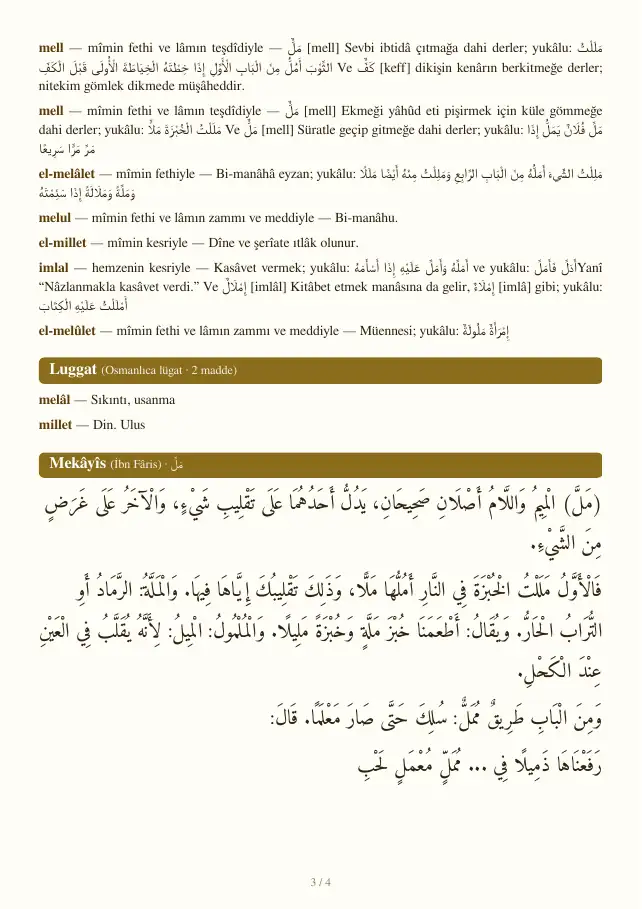 mell — mîmin fethi ve lâmın teşdîdiyle — مَلٌّ [mell] Sevbi ibtidâ çıtmağa dahi derler; yukâlu: مَلَلْتُ
الثَّوْبَ أَمُلُّ مِنَ الْبَابِ الْأَوَّلِ إِذَا خِطْتَهُ الْخِيَاطَةَ الْأُولَى قَبْلَ الْكَفِّ Ve كَفٌّ [keff] dikişin kenârın berkitmeğe derler;
nitekim gömlek dikmede müşâheddir.
mell — mîmin fethi ve lâmın teşdîdiyle — مَلٌّ [mell] Ekmeği yâhûd eti pişirmek için küle gömmeğe
dahi derler; yukâlu: مَلَلْتُ الْخُبْزَةَ مَلاًّ Ve مَلٌّ [mell] Süratle geçip gitmeğe dahi derler; yukâlu: مَلَّ فُلاَنٌ يَمَلُّ إِذَا
مَرَّ مَرًّا سَرِيعًا
el-melâlet — mîmin fethiyle — Bi-manâhâ eyzan; yukâlu: مَلِلْتُ الشَّيْءَ أَمَلُّهُ مِنَ الْبَابِ الرَّابِعِ وَمَلِلْتُ مِنْهُ أَيْضًا مَلَلًا
وَمَلَّةً وَمَلَالَةً إِذَا سَئِمْتَهُ
melul — mîmin fethi ve lâmın zammı ve meddiyle — Bi-manâhu.
el-millet — mîmin kesriyle — Dîne ve şerîate ıtlâk olunur.
imlal — hemzenin kesriyle — Kasâvet vermek; yukâlu: أَمَلَّهُ وَأَمَلَّ عَلَيْهِ إِذَا أَسْأَمَهُ ve yukâlu: أَدَلَّ فَأَمَلَّYanî
“Nâzlanmakla kasâvet verdi.” Ve إِمْلَالٌ [imlâl] Kitâbet etmek manâsına da gelir, إِمْلَاءٌ [imlâ] gibi; yukâlu:
أَمْلَلْتُ عَلَيْهِ الْكِتَابَ
el-melûlet — mîmin fethi ve lâmın zammı ve meddiyle — Müennesi; yukâlu: إِمْرَأَةٌ مَلُولَةٌ
Luggat (Osmanlıca lügat · 2 madde)
melâl — Sıkıntı, usanma
millet — Din. Ulus
Mekâyîs (İbn Fâris) · مَلّ
(مَلَّ) الْمِيمُ وَاللَّامُ أَصْلَانِ صَحِيحَانِ، يَدُلُّ أَحَدُهُمَا عَلَى تَقْلِيبِ شَيْءٍ، وَالْآخَرُ عَلَى غَرَضٍ
مِنَ الشَّيْءِ.
فَالْأَوَّلُ مَلَلْتُ الْخُبْزَةَ فِي النَّارِ أَمُلُّهَا مَلًّا، وَذَلِكَ تَقْلِيبُكَ إِيَّاهَا فِيهَا. وَالْمَلَّةُ: الرَّمَادُ أَوِ
التُّرَابُ الْحَارُّ. وَيُقَالُ: أَطْعَمَنَا خُبْزَ مَلَّةٍ وَخُبْزَةً مَلِيلًا. وَالْمُلْمُولُ: الْمِيلُ: لِأَنَّهُ يُقَلَّبُ فِي الْعَيْنِ
عِنْدَ الْكَحْلِ.
وَمِنَ الْبَابِ طَرِيقٌ مُمَلٌّ: سُلِكَ حَتَّى صَارَ مَعْلَمًا. قَالَ:
رَفَعْنَاهَا ذَمِيلًا فِي ... مُمَلٍّ مُعْمَلٍ لَحْبِ
3 / 4